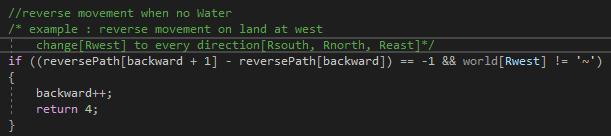 //reverse movement when no Water
/* example : reverse movement on land at west
change[Rwest] to every direction[Rsouth, Rnorth, Reast]*/
if ((reversePath[backward + 1] - reversePath[backward]) == -1 && world[Rwest] != '~')
{
backward++;
return 4;
}